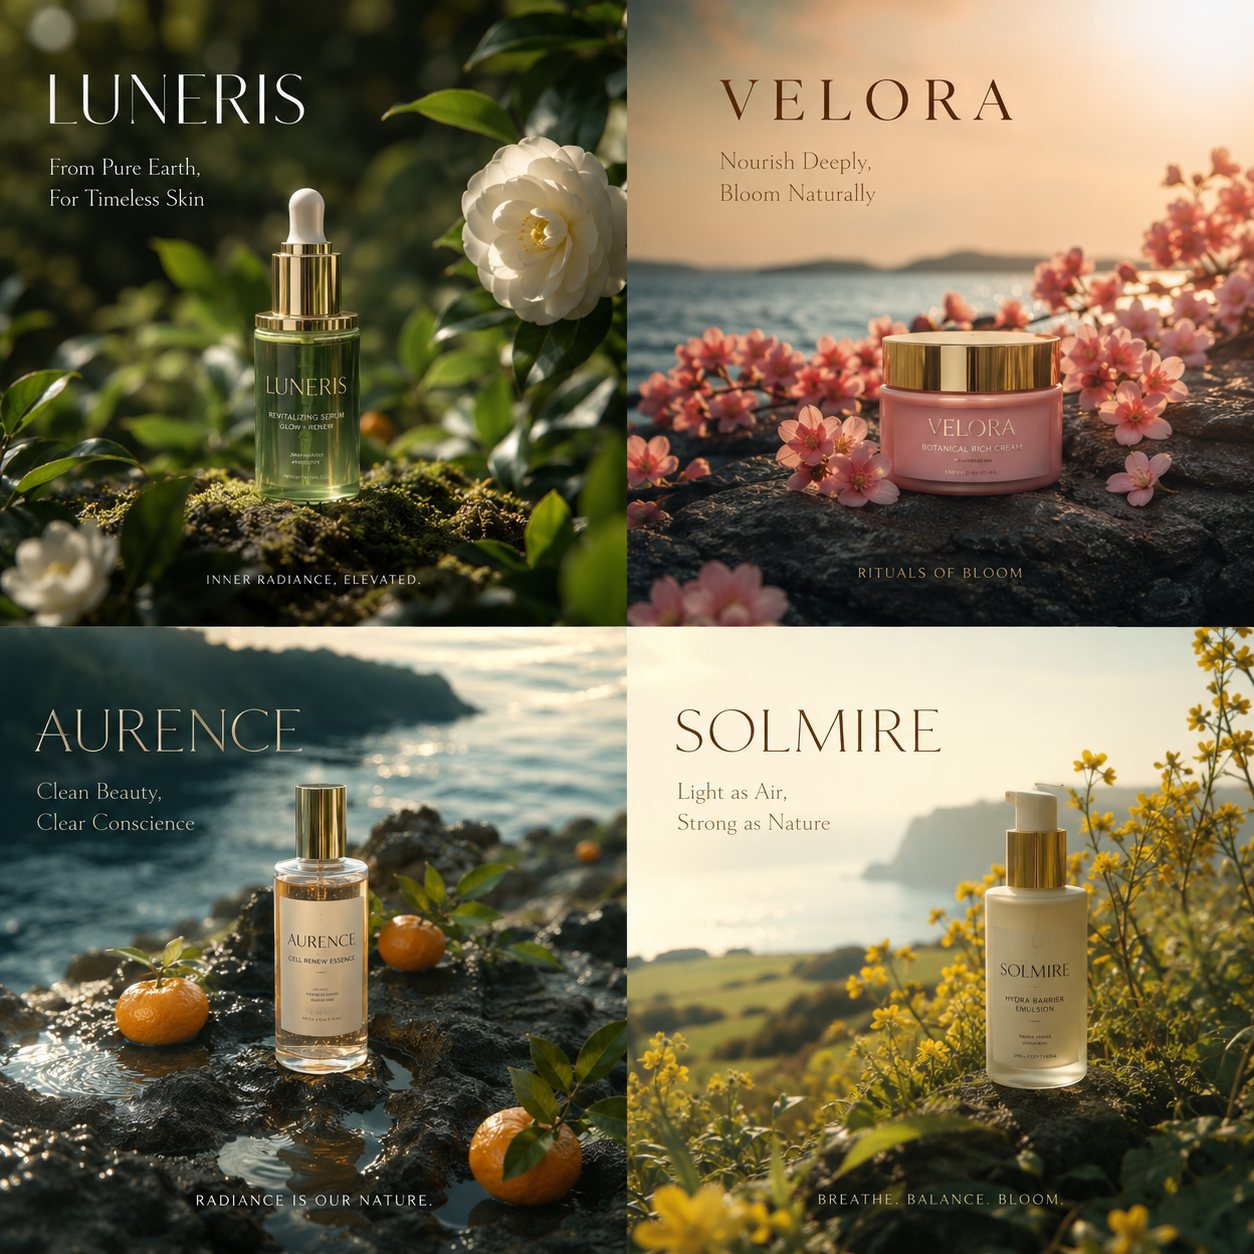 LUNERIS
From Pure Earth,
For Timeless Skin
LUNERIS
REVITALIZING SERUM
GLOW + RENEW
INNER RADIANCE, ELEVATED.
VELORA
Nourish Deeply,
Bloom Naturally
VELORA
BOTANICAL RICH CREAM
RITUALS OF BLOOM
AURENCE
Clean Beauty,
Clear Conscience
AURENCE
CELL RENEW ESSENCE
RADIANCE IS OUR NATURE.
SOLMIRE
Light as Air,
Strong as Nature
SOLMIRE
HYDRA BARRIER
EMULSION
BREATHE. BALANCE. BLOOM.